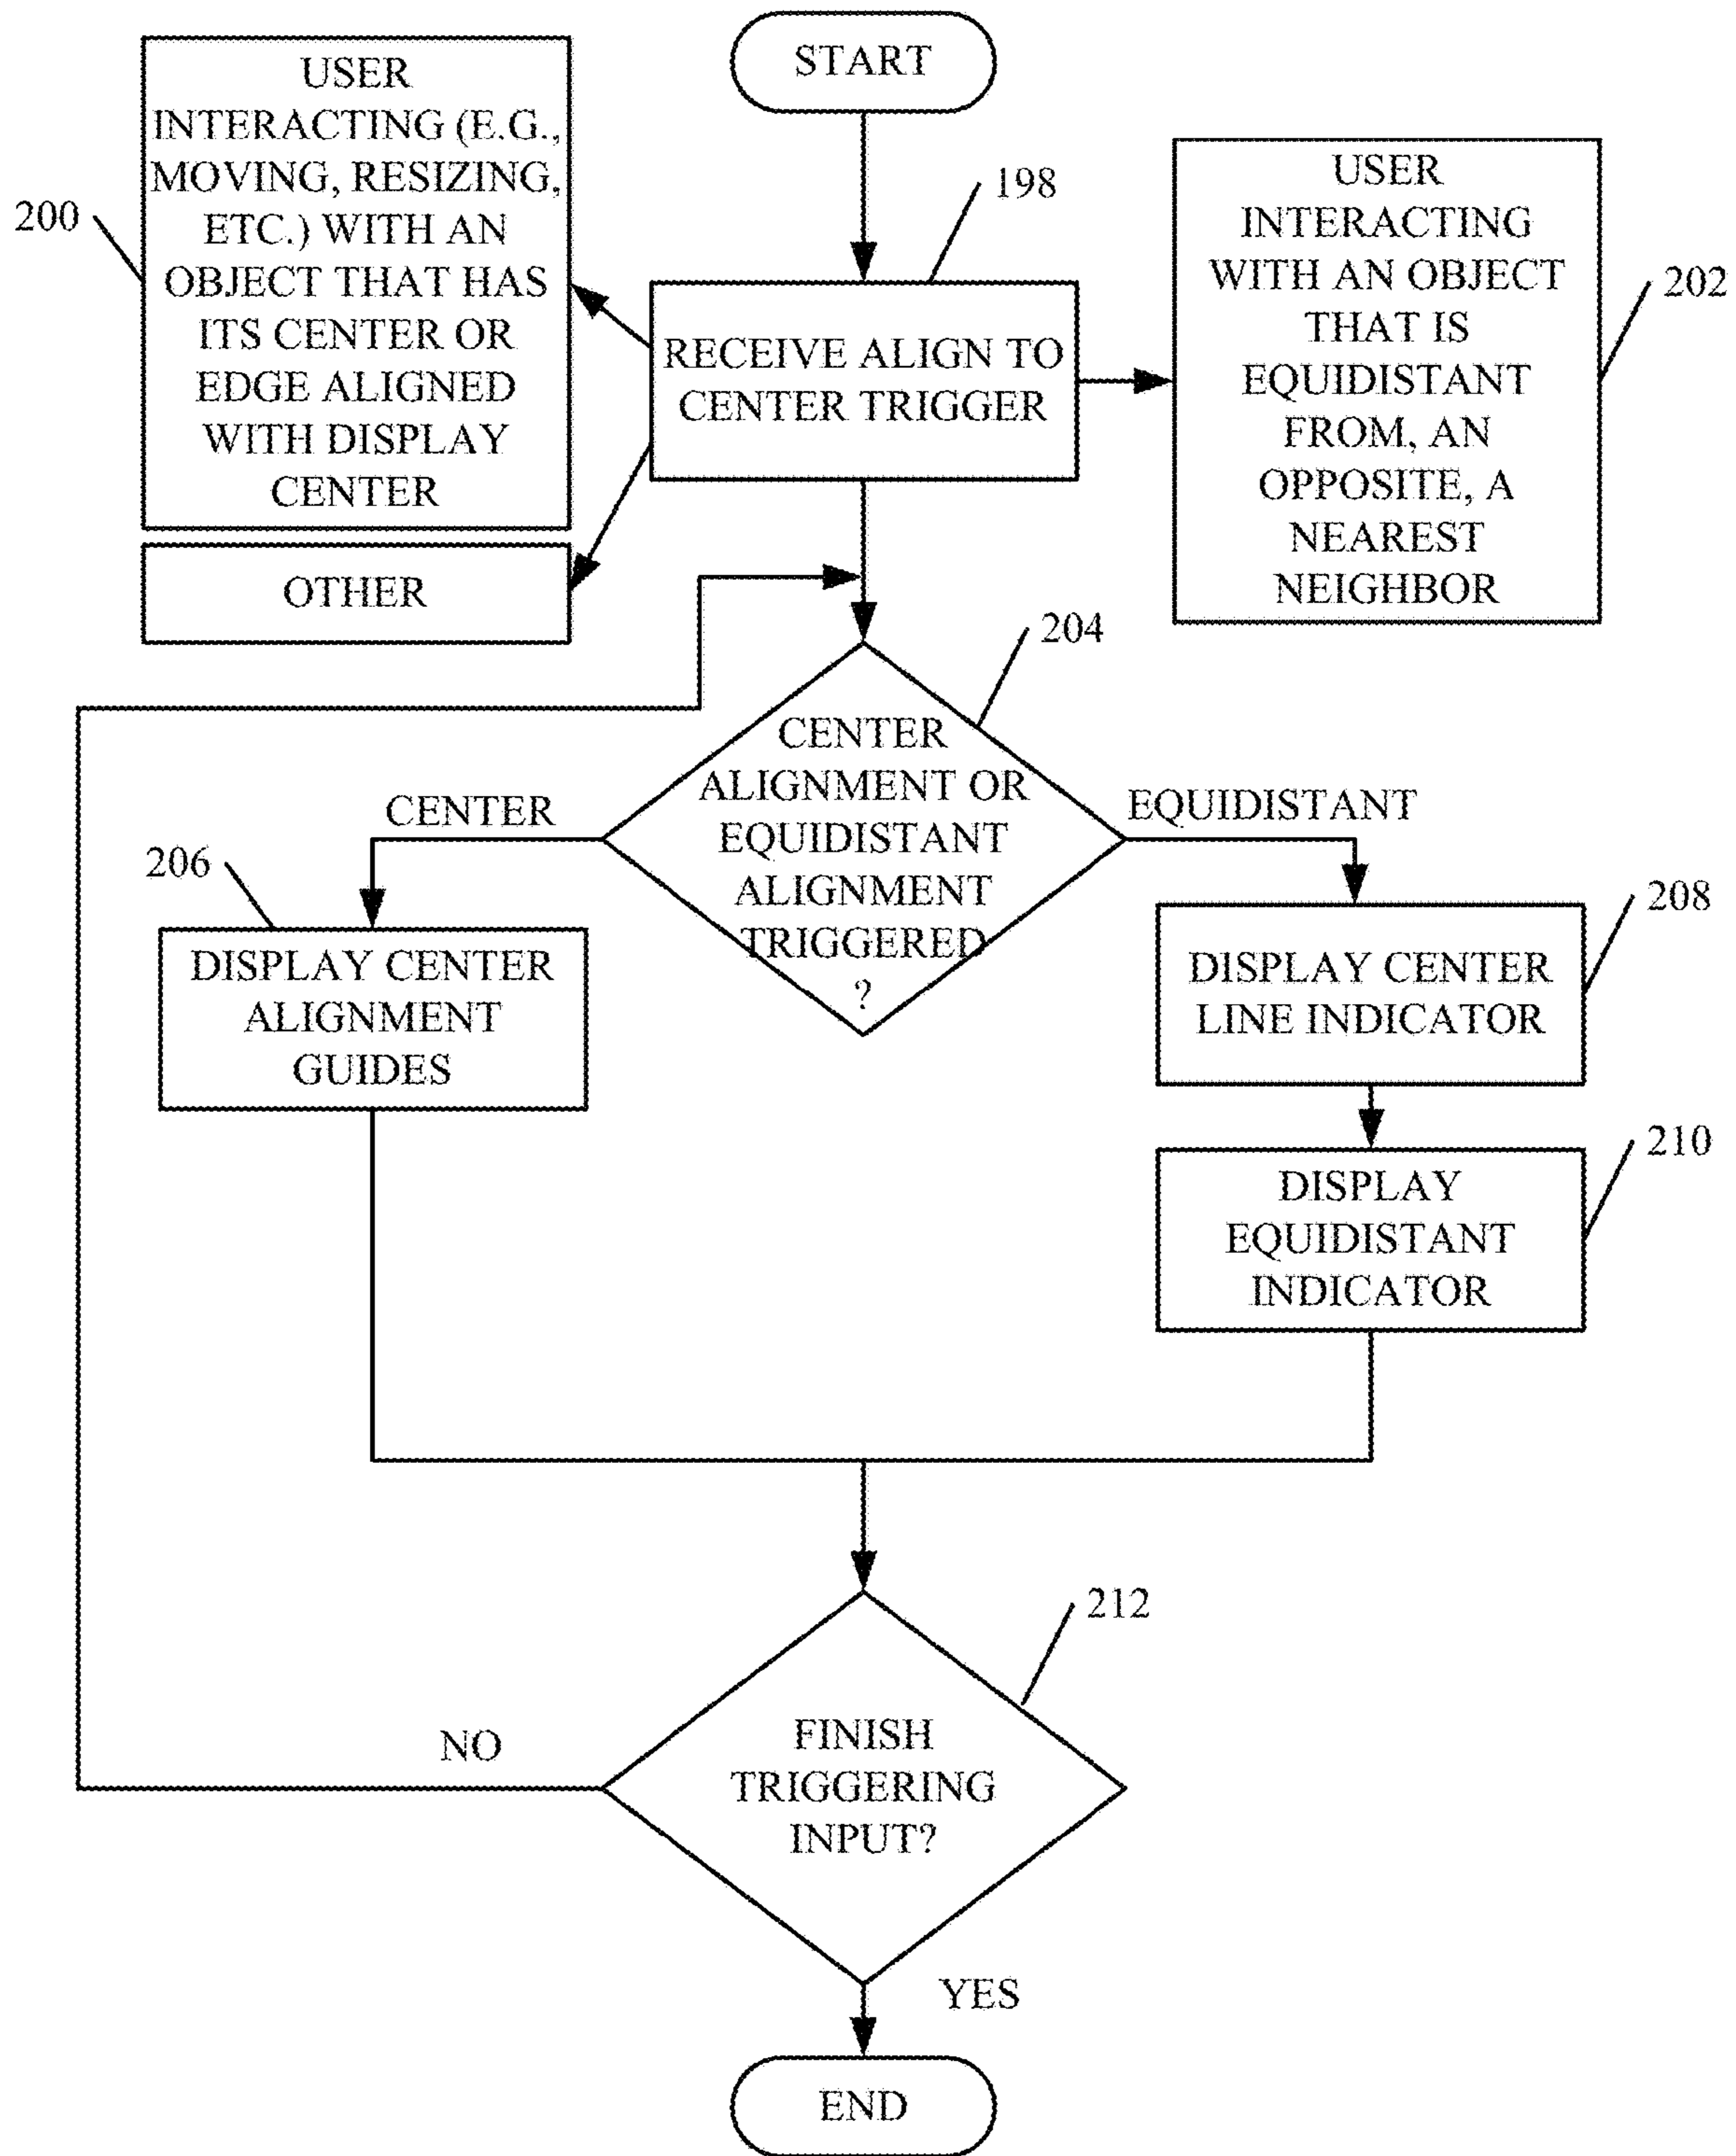 START
USER
INTERACTING (E.G.,
MOVING, RESIZING,
ETC.) WITH AN
OBJECT THAT HAS
ITS CENTER OR
EDGE ALIGNED
WITH DISPLAY
CENTER
200
198
RECEIVE ALIGN TO
CENTER TRIGGER
USER
INTERACTING
WITH AN OBJECT
THAT IS
EQUIDISTANT
FROM, AN
OPPOSITE, A
NEAREST
NEIGHBOR
202
OTHER
204
CENTER
ALIGNMENT OR
EQUIDISTANT
ALIGNMENT
TRIGGERED
?
CENTER
EQUIDISTANT
206
DISPLAY CENTER
ALIGNMENT
GUIDES
208
DISPLAY CENTER
LINE INDICATOR
210
DISPLAY
EQUIDISTANT
INDICATOR
212
FINISH
TRIGGERING
INPUT?
NO
YES
END